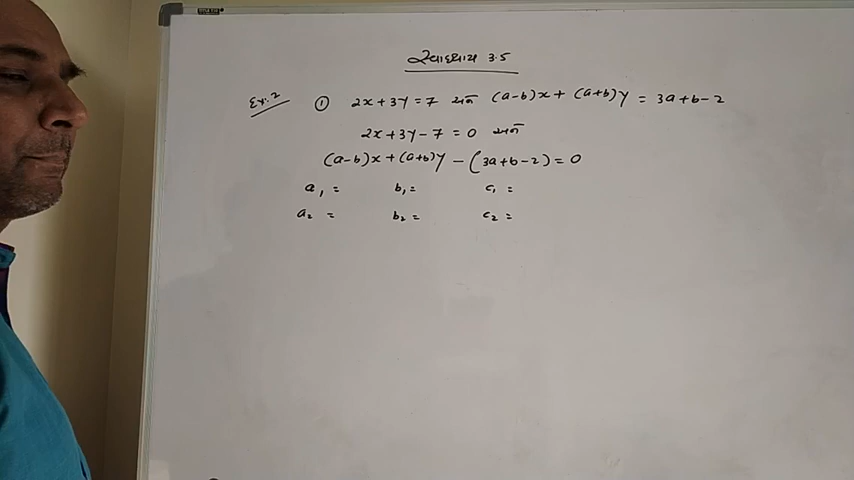 સ્વાધ્યાય 3.5
Ex.2 ① 2x+3y=7 અને (a-b)x + (a+b)y = 3a+b-2
2x+3y-7 = 0 અને
(a-b)x+(a+b)y - (3a+b-2)=0
a₁ = b₁= c₁ =
a₂ = b₂ = c₂ =